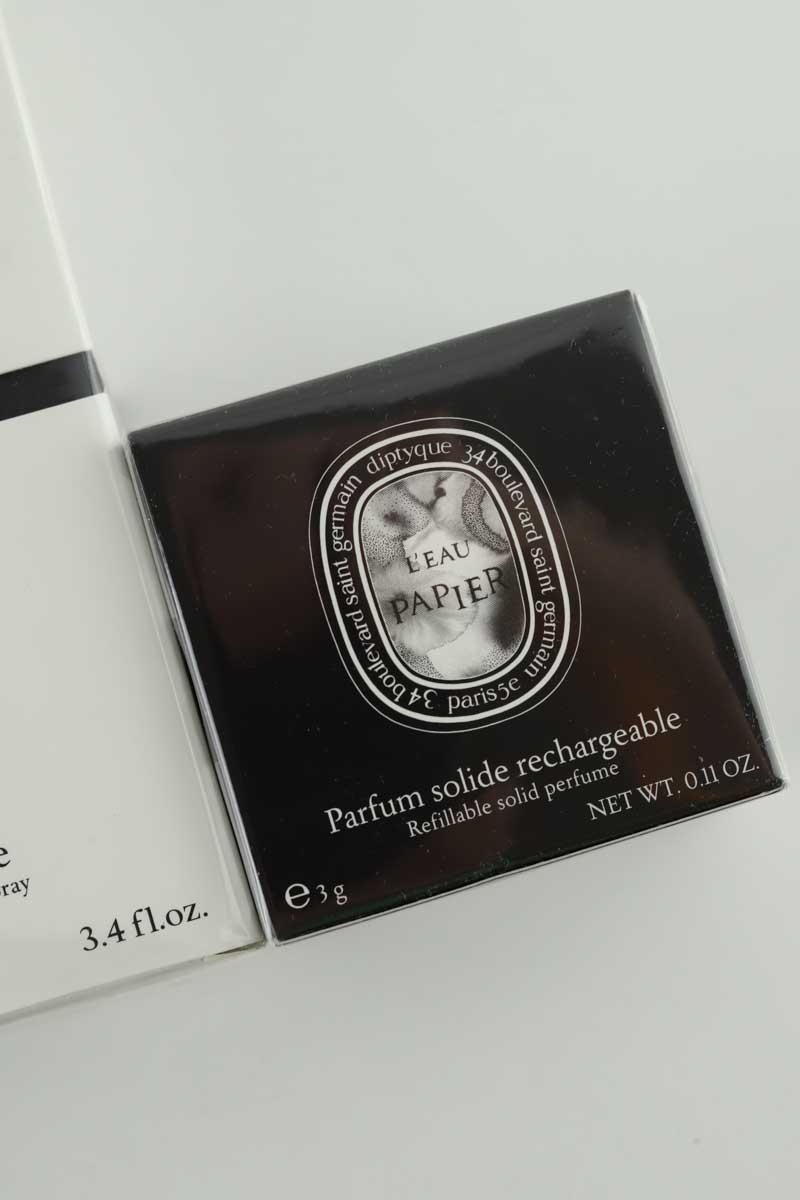 diptyque 34 boulevard saint germain paris 5e 34 boulevard saint germain
L'EAU
PAPIER
Parfum solide rechargeable
Refillable solid perfume
NET WT. 0.11 OZ.
e 3 g
3.4 fl.oz.